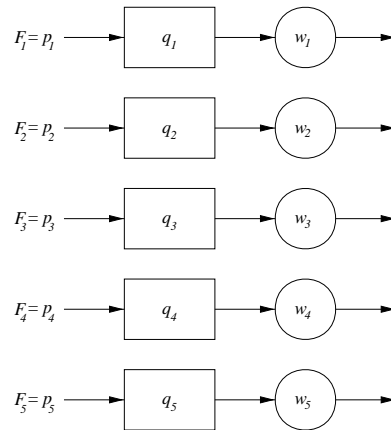 F₁= p₁ q₁ w₁
F₂= p₂ q₂ w₂
F₃= p₃ q₃ w₃
F₄= p₄ q₄ w₄
F₅= p₅ q₅ w₅